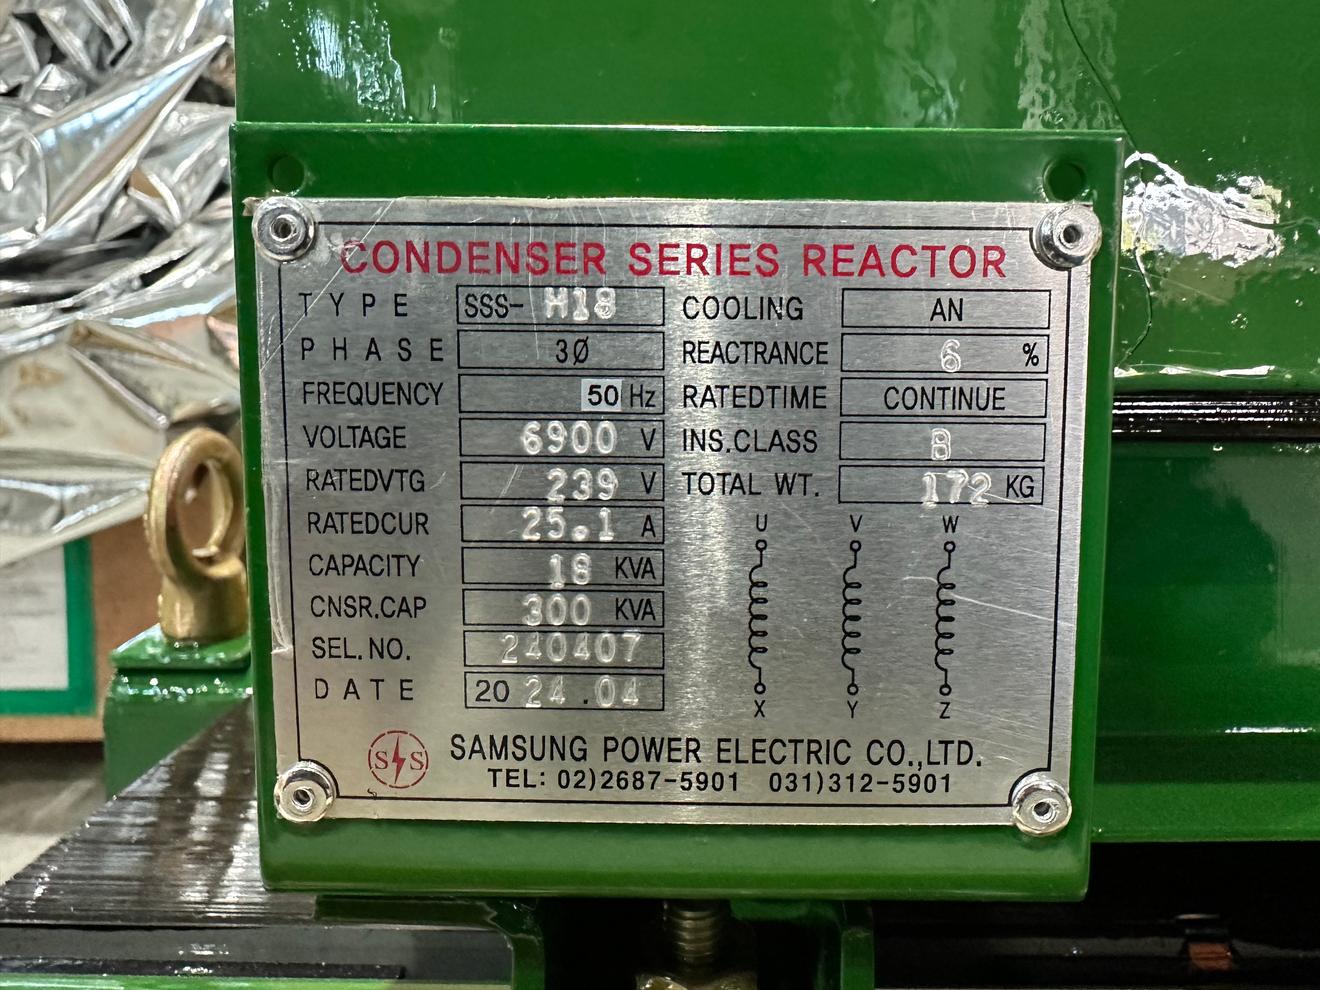 CONDENSER SERIES REACTOR
TYPE SSS- H18 COOLING AN
PHASE 3Ø REACTRANCE 6 %
FREQUENCY 50 Hz RATEDTIME CONTINUE
VOLTAGE 6900 V INS.CLASS B
RATEDVTG 239 V TOTAL WT. 172 KG
RATEDCUR 25.1 A
CAPACITY 18 KVA
CNSR.CAP 300 KVA
SEL.NO. 240407
DATE 20 24.04
U V W
X Y Z
S S SAMSUNG POWER ELECTRIC CO.,LTD.
TEL: 02)2687-5901 031)312-5901